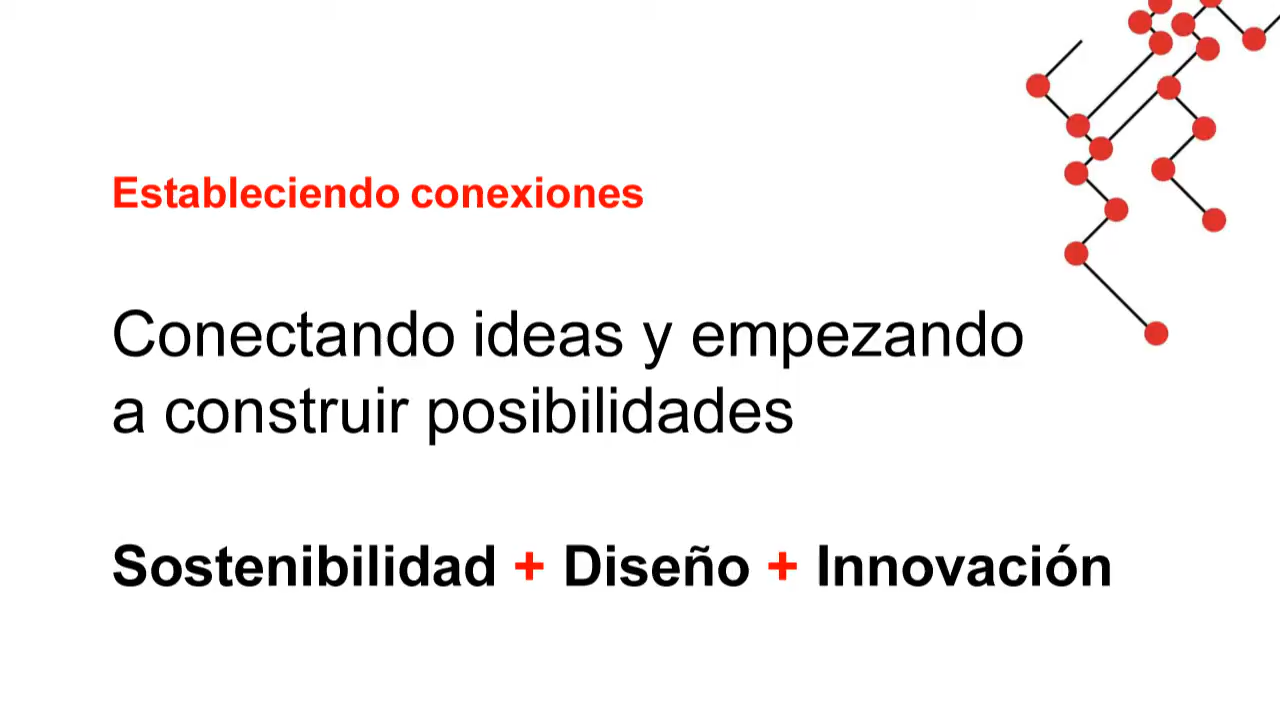 Estableciendo conexiones
Conectando ideas y empezando
a construir posibilidades
Sostenibilidad + Diseño + Innovación